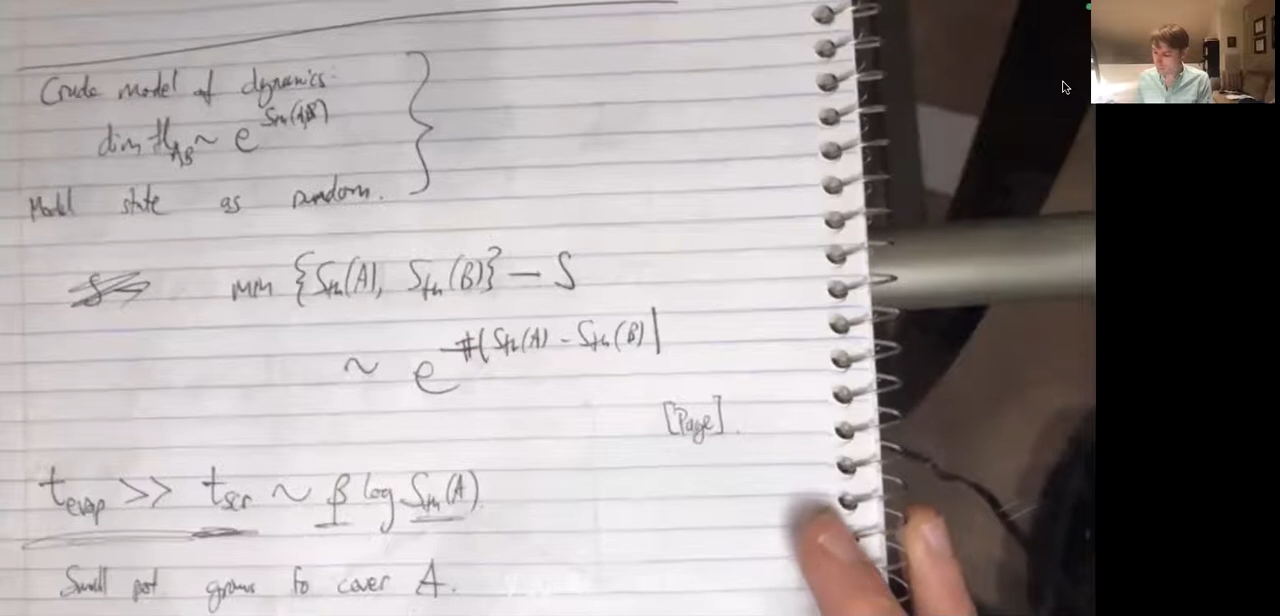 Crude model of dynamics:
dim H_AB ~ e^{S_th(A,B)}
Model state as random.
min {S_th(A), S_th(B)} - S
~ e^{-#|S_th(A) - S_th(B)|}
[Page].
t_evap >> t_scr ~ β log S_th(A).
Small part grows to cover A.